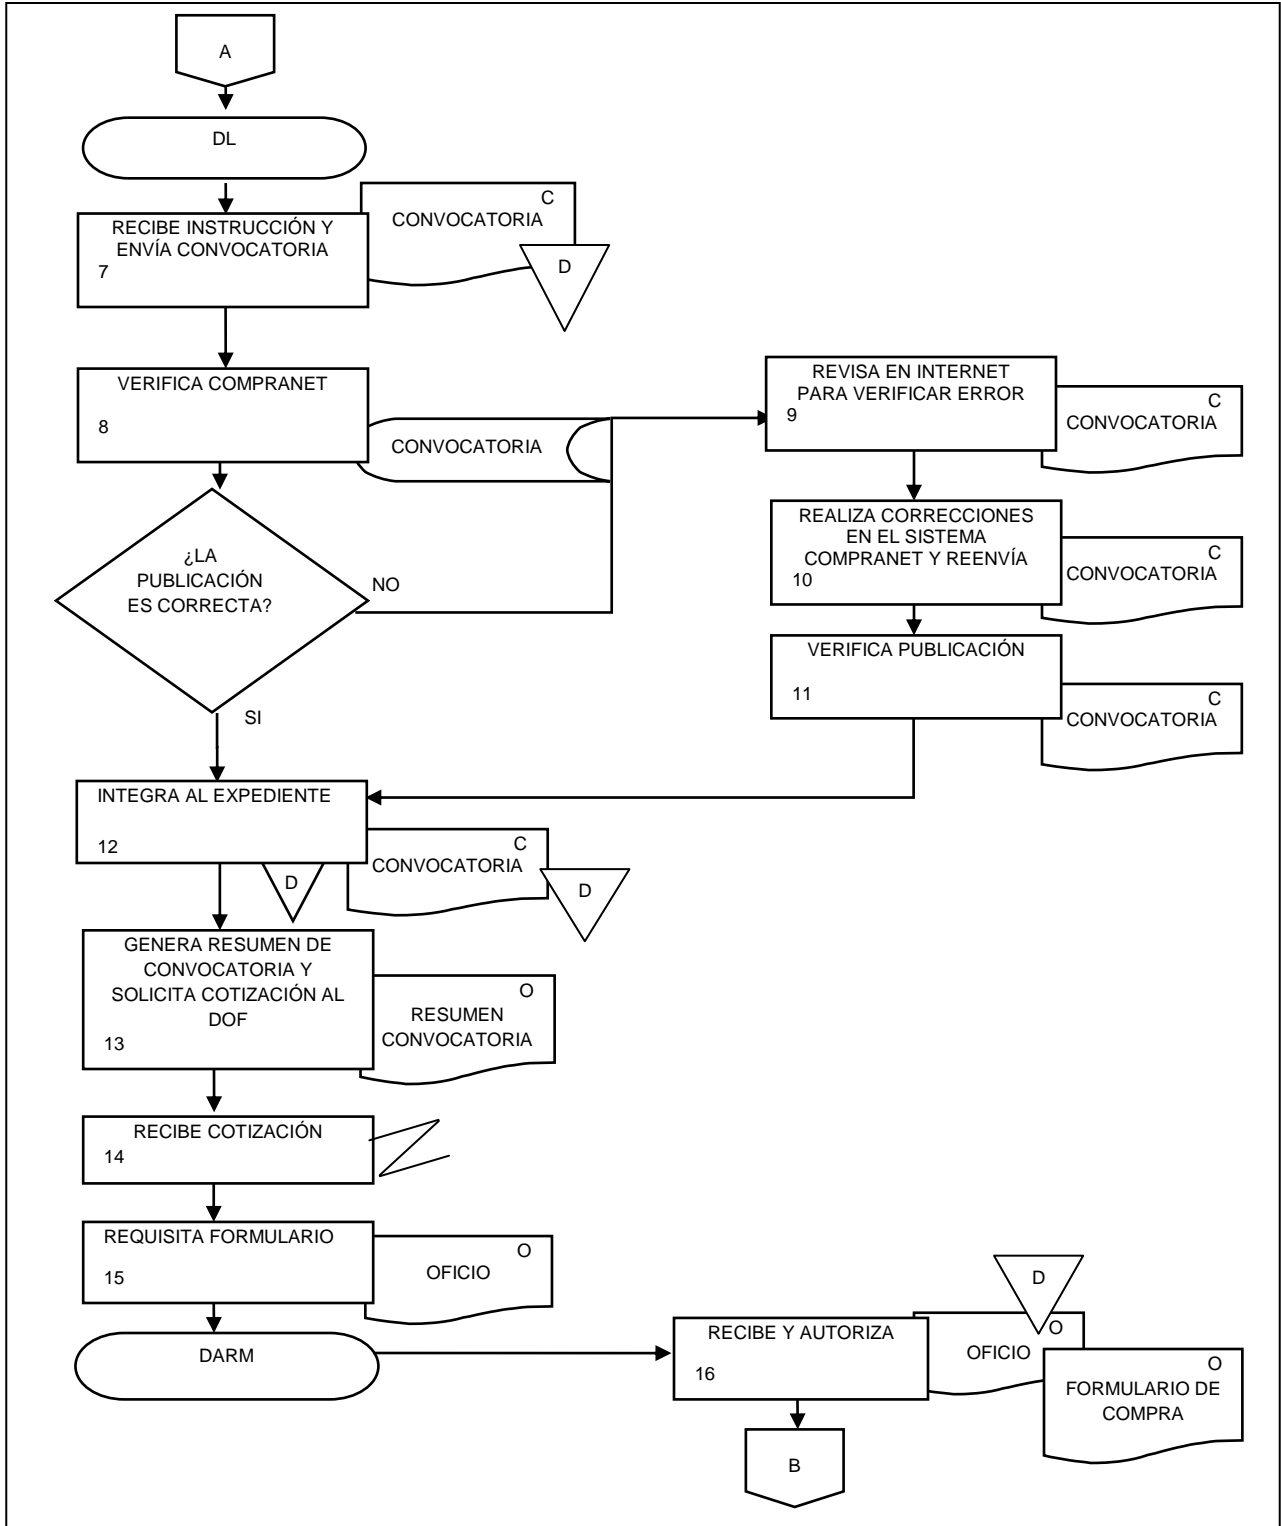 A
DL
RECIBE INSTRUCCIÓN Y
ENVÍA CONVOCATORIA
7
C
CONVOCATORIA
D
VERIFICA COMPRANET
8
CONVOCATORIA
REVISA EN INTERNET
PARA VERIFICAR ERROR
9
C
CONVOCATORIA
¿LA
PUBLICACIÓN
ES CORRECTA?
NO
SI
REALIZA CORRECCIONES
EN EL SISTEMA
COMPRANET Y REENVÍA
10
C
CONVOCATORIA
VERIFICA PUBLICACIÓN
11
C
CONVOCATORIA
INTEGRA AL EXPEDIENTE
12
D
C
CONVOCATORIA
D
GENERA RESUMEN DE
CONVOCATORIA Y
SOLICITA COTIZACIÓN AL
DOF
13
O
RESUMEN
CONVOCATORIA
RECIBE COTIZACIÓN
14
REQUISITA FORMULARIO
15
O
OFICIO
DARM
RECIBE Y AUTORIZA
16
D
O
OFICIO
O
FORMULARIO DE
COMPRA
B